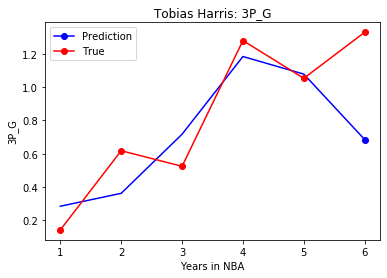 Tobias Harris: 3P_G
Prediction
True
3P_G
1.2
1.0
0.8
0.6
0.4
0.2
1 2 3 4 5 6
Years in NBA